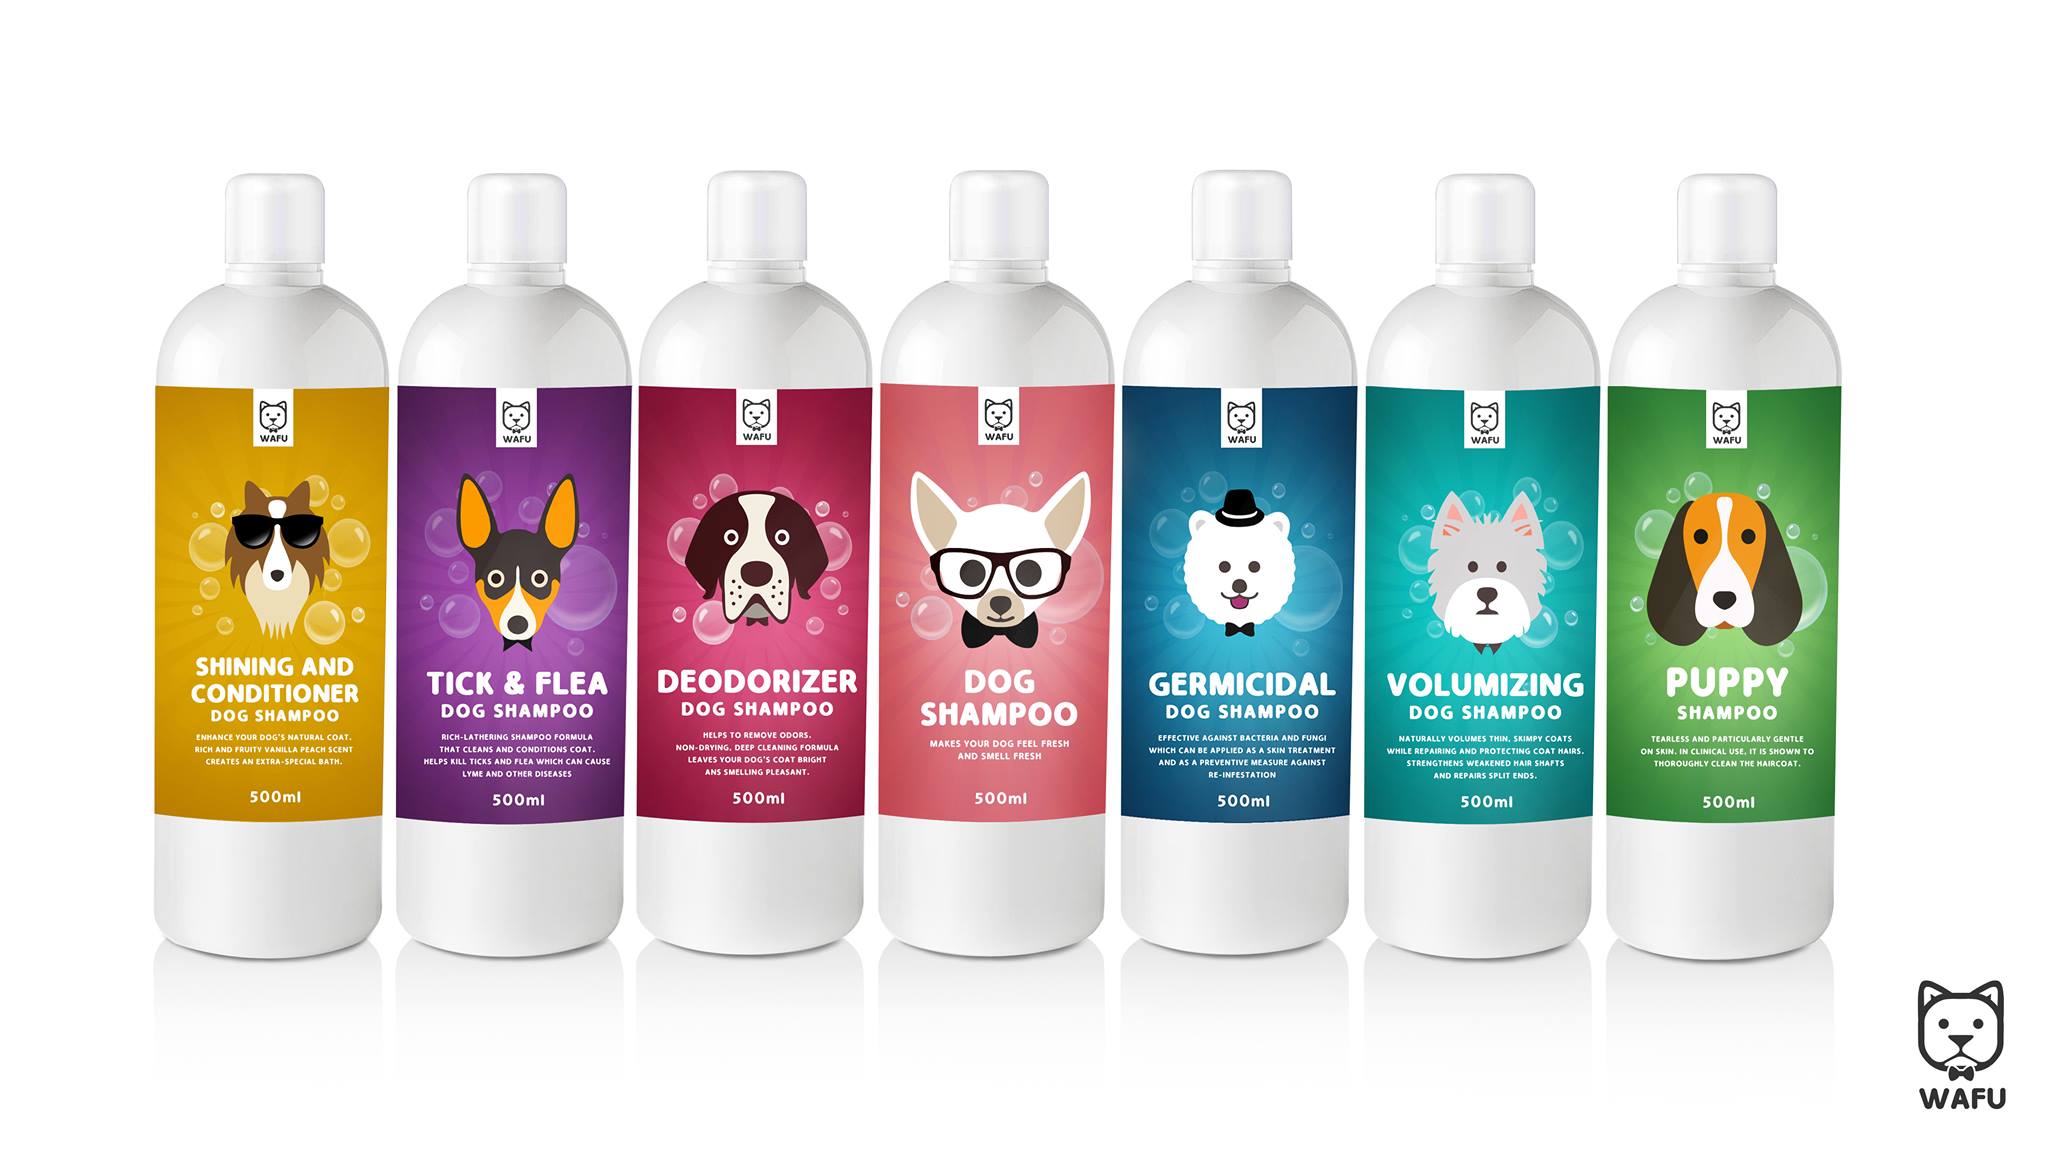 WAFU
SHINING AND
CONDITIONER
DOG SHAMPOO
ENHANCE YOUR DOG'S NATURAL COAT.
RICH AND FRUITY VANILLA PEACH SCENT
CREATES AN EXTRA-SPECIAL BATH.
500ml
WAFU
TICK & FLEA
DOG SHAMPOO
RICH-LATHERING SHAMPOO FORMULA
THAT CLEANS AND CONDITIONS COAT.
HELPS KILL TICKS AND FLEA WHICH CAN CAUSE
LYME AND OTHER DISEASES
500ml
WAFU
DEODORIZER
DOG SHAMPOO
HELPS TO REMOVE ODORS.
NON-DRYING, DEEP CLEANING FORMULA
LEAVES YOUR DOG'S COAT BRIGHT
ANS SMELLING PLEASANT.
500ml
WAFU
DOG
SHAMPOO
MAKES YOUR DOG FEEL FRESH
AND SMELL FRESH
500ml
WAFU
GERMICIDAL
DOG SHAMPOO
EFFECTIVE AGAINST BACTERIA AND FUNGI
WHICH CAN BE APPLIED AS A SKIN TREATMENT
AND AS A PREVENTIVE MEASURE AGAINST
RE-INFESTATION
500ml
WAFU
VOLUMIZING
DOG SHAMPOO
NATURALLY VOLUMES THIN, SKIMPY COATS
WHILE REPAIRING AND PROTECTING COAT HAIRS.
STRENGTHENS WEAKENED HAIR SHAFTS
AND REPAIRS SPLIT ENDS.
500ml
WAFU
PUPPY
SHAMPOO
TEARLESS AND PARTICULARLY GENTLE
ON SKIN. IN CLINICAL USE, IT IS SHOWN TO
THOROUGHLY CLEAN THE HAIRCOAT.
500ml
WAFU